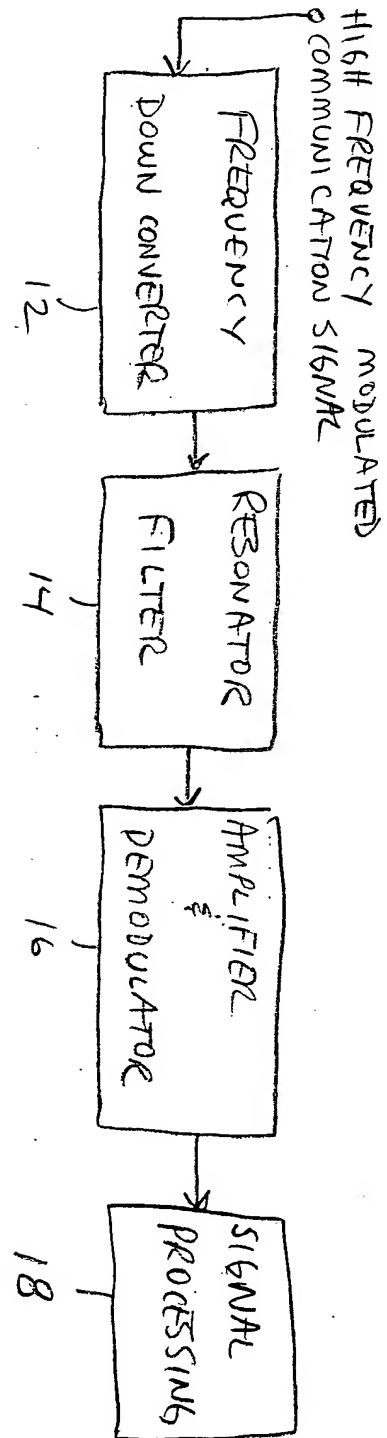 HIGH FREQUENCY MODULATED
COMMUNICATION SIGNAL
FREQUENCY
DOWN CONVERTER
12
RESONATOR
FILTER
14
AMPLIFIER
&
DEMODULATOR
16
SIGNAL
PROCESSING
18